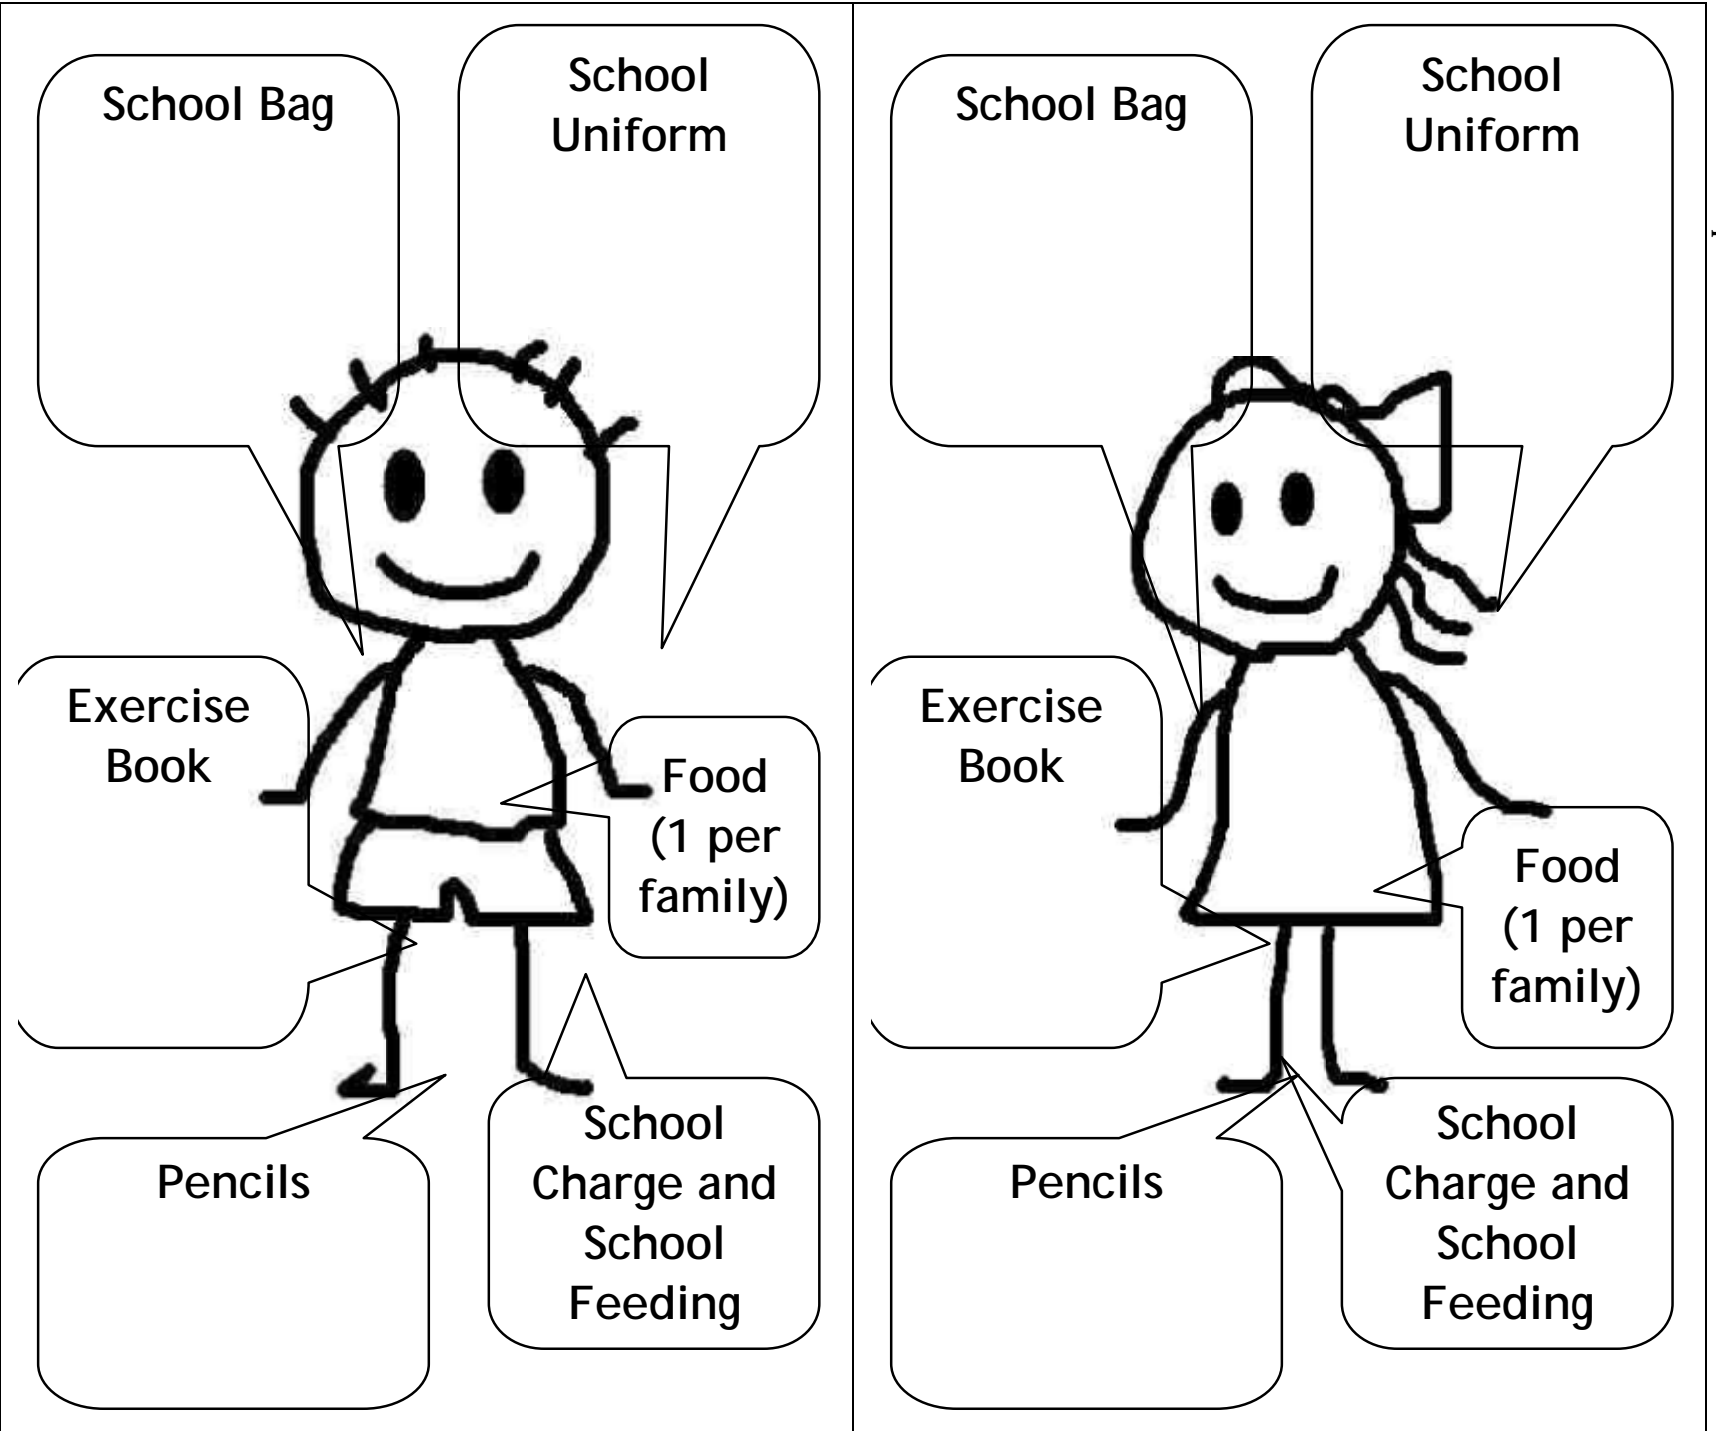 School Bag
School
Uniform
Exercise
Book
Food
(1 per
family)
Pencils
School
Charge and
School
Feeding
School Bag
School
Uniform
Exercise
Book
Food
(1 per
family)
Pencils
School
Charge and
School
Feeding